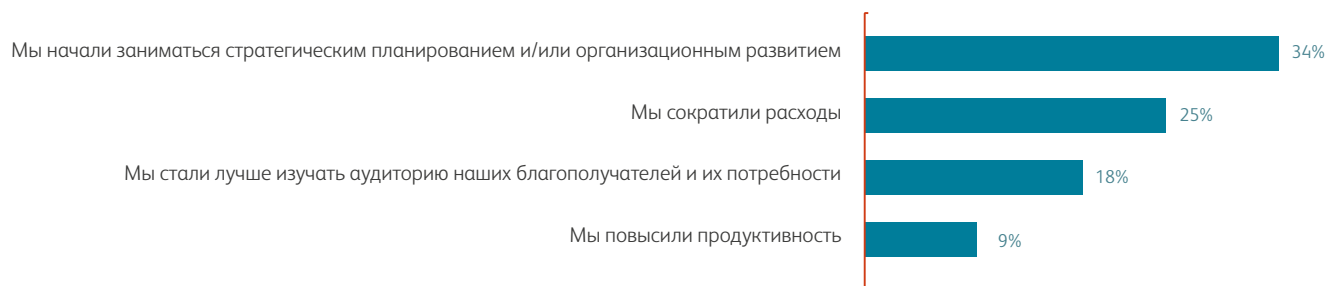 Мы начали заниматься стратегическим планированием и/или организационным развитием 34%
Мы сократили расходы 25%
Мы стали лучше изучать аудиторию наших благополучателей и их потребности 18%
Мы повысили продуктивность 9%